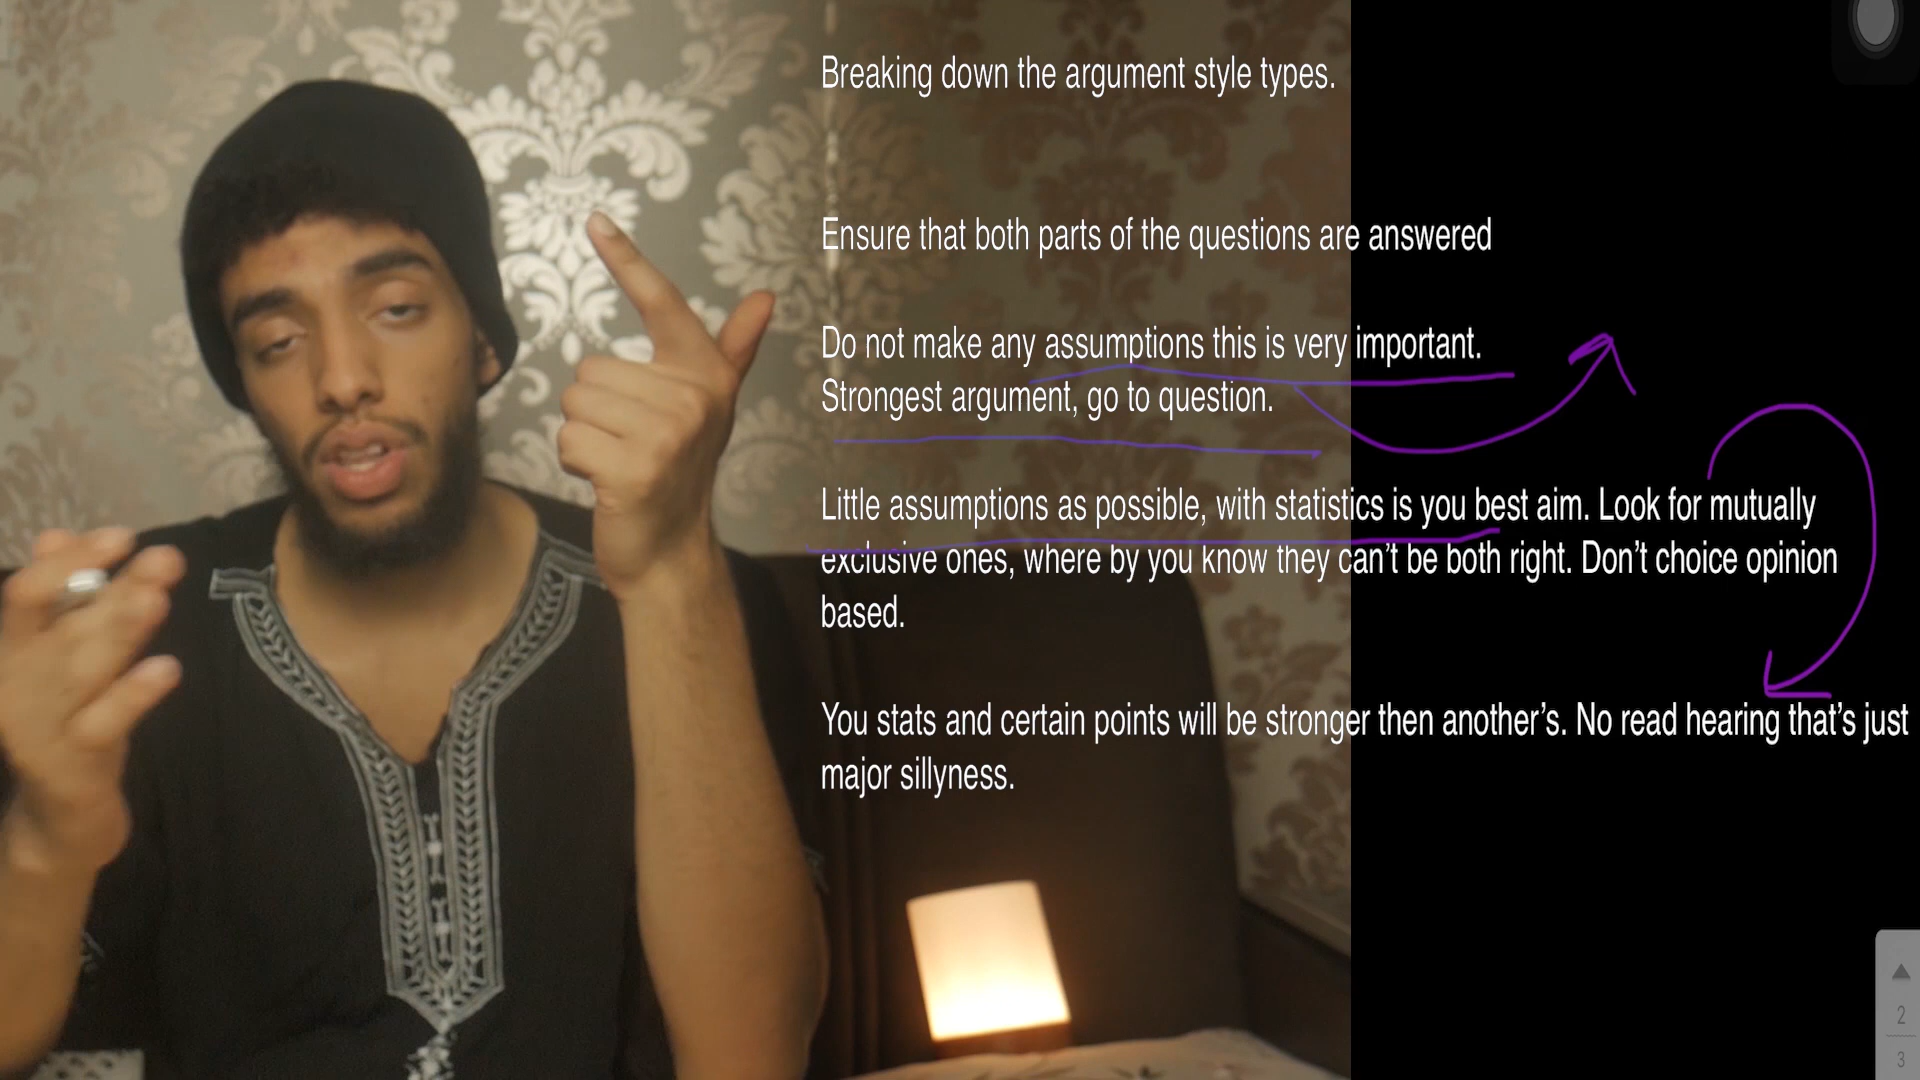 Breaking down the argument style types.
Ensure that both parts of the questions are answered
Do not make any assumptions this is very important.
Strongest argument, go to question.
Little assumptions as possible, with statistics is you best aim. Look for mutually
exclusive ones, where by you know they can't be both right. Don't choice opinion
based.
You stats and certain points will be stronger then another's. No read hearing that's just
major sillyness.
2
3